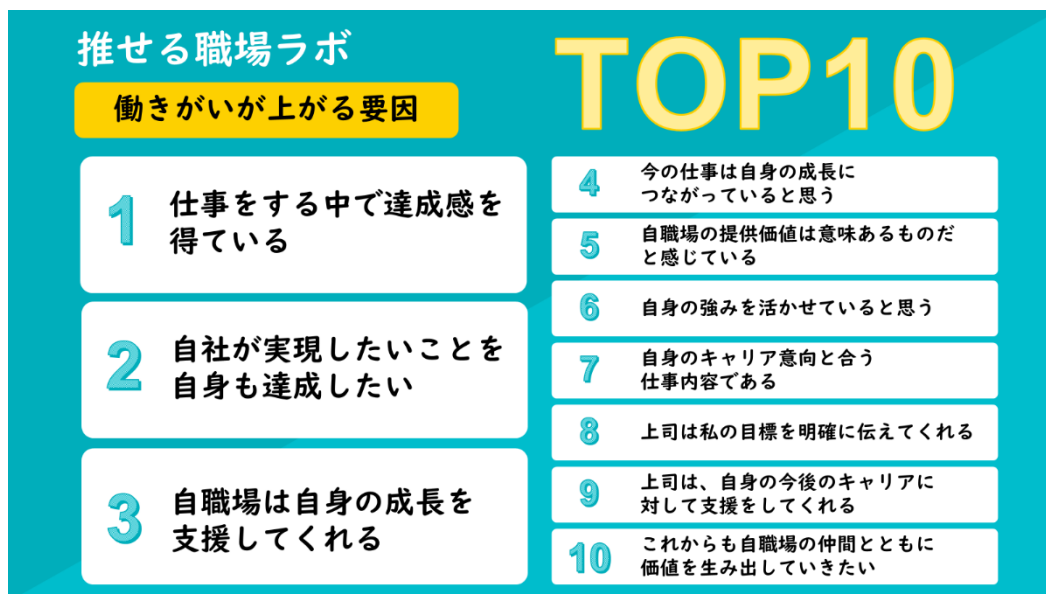 推せる職場ラボ
働きがいが上がる要因
TOP10
1
仕事をする中で達成感を
得ている
2
自社が実現したいことを
自身も達成したい
3
自職場は自身の成長を
支援してくれる
4
今の仕事は自身の成長に
つながっていると思う
5
自職場の提供価値は意味あるものだ
と感じている
6
自身の強みを活かせていると思う
7
自身のキャリア意向と合う
仕事内容である
8
上司は私の目標を明確に伝えてくれる
9
上司は、自身の今後のキャリアに
対して支援をしてくれる
10
これからも自職場の仲間とともに
価値を生み出していきたい